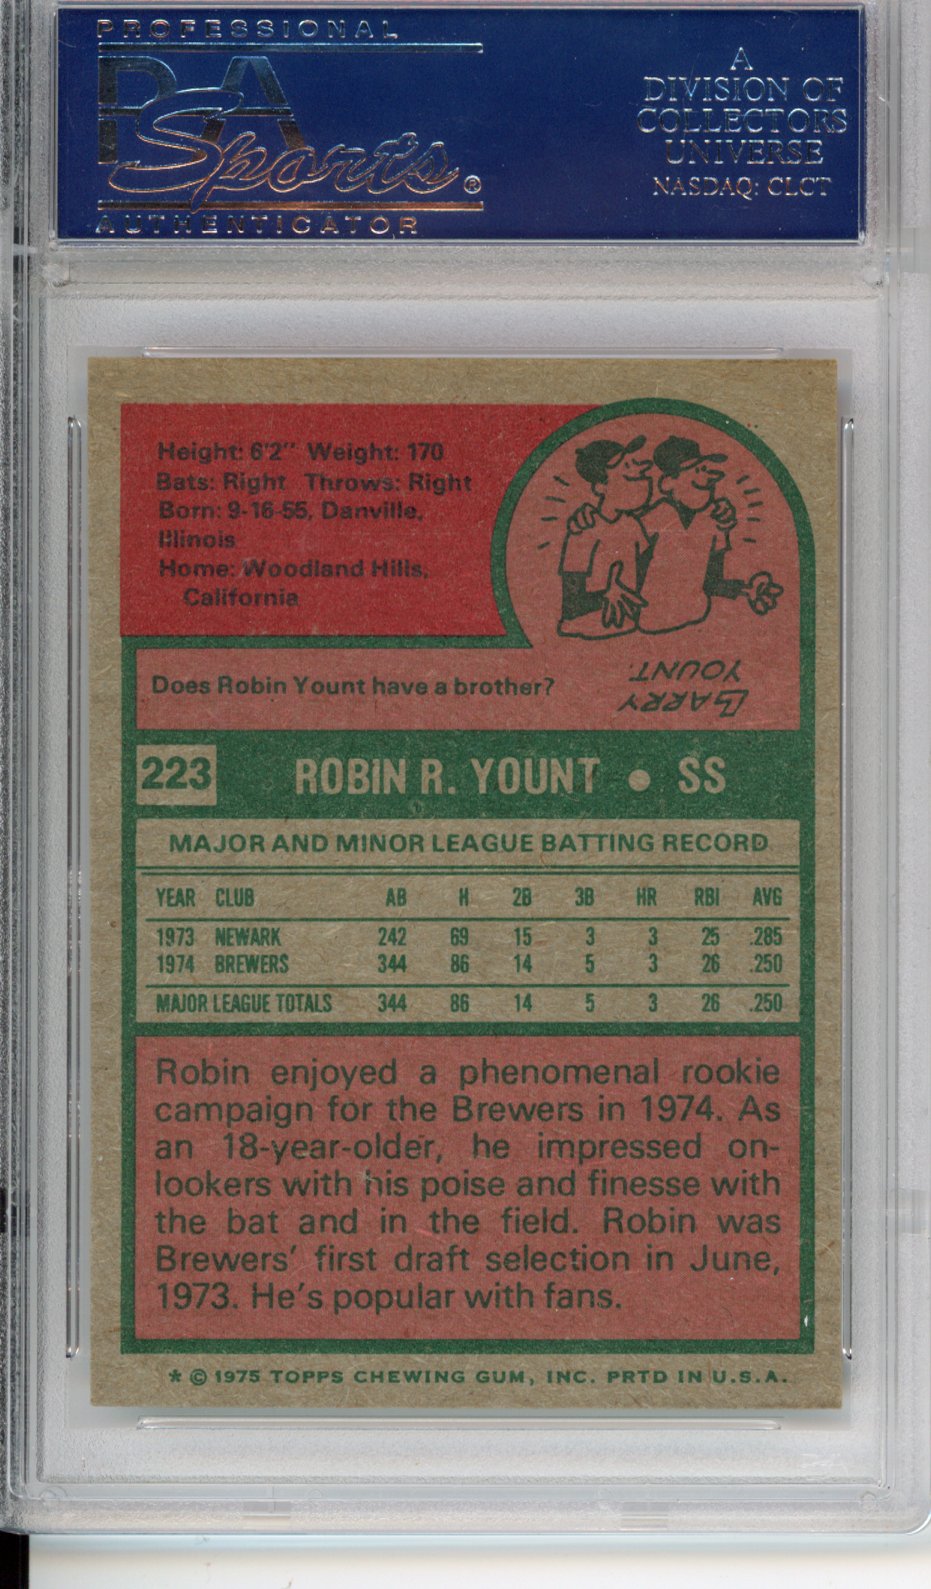 PROFESSIONAL
PSA
Sports®
AUTHENTICATOR
A
DIVISION OF
COLLECTORS
UNIVERSE
NASDAQ: CLCT
Height: 6'2" Weight: 170
Bats: Right Throws: Right
Born: 9-16-55, Danville,
Illinois
Home: Woodland Hills,
California
Does Robin Yount have a brother?
LARRY
YOUNT.
223 ROBIN R. YOUNT • SS
MAJOR AND MINOR LEAGUE BATTING RECORD
YEAR CLUB AB H 2B 3B HR RBI AVG
1973 NEWARK 242 69 15 3 3 25 .285
1974 BREWERS 344 86 14 5 3 26 .250
MAJOR LEAGUE TOTALS 344 86 14 5 3 26 .250
Robin enjoyed a phenomenal rookie
campaign for the Brewers in 1974. As
an 18-year-older, he impressed on-
lookers with his poise and finesse with
the bat and in the field. Robin was
Brewers' first draft selection in June,
1973. He's popular with fans.
* © 1975 TOPPS CHEWING GUM, INC. PRTD IN U.S.A.